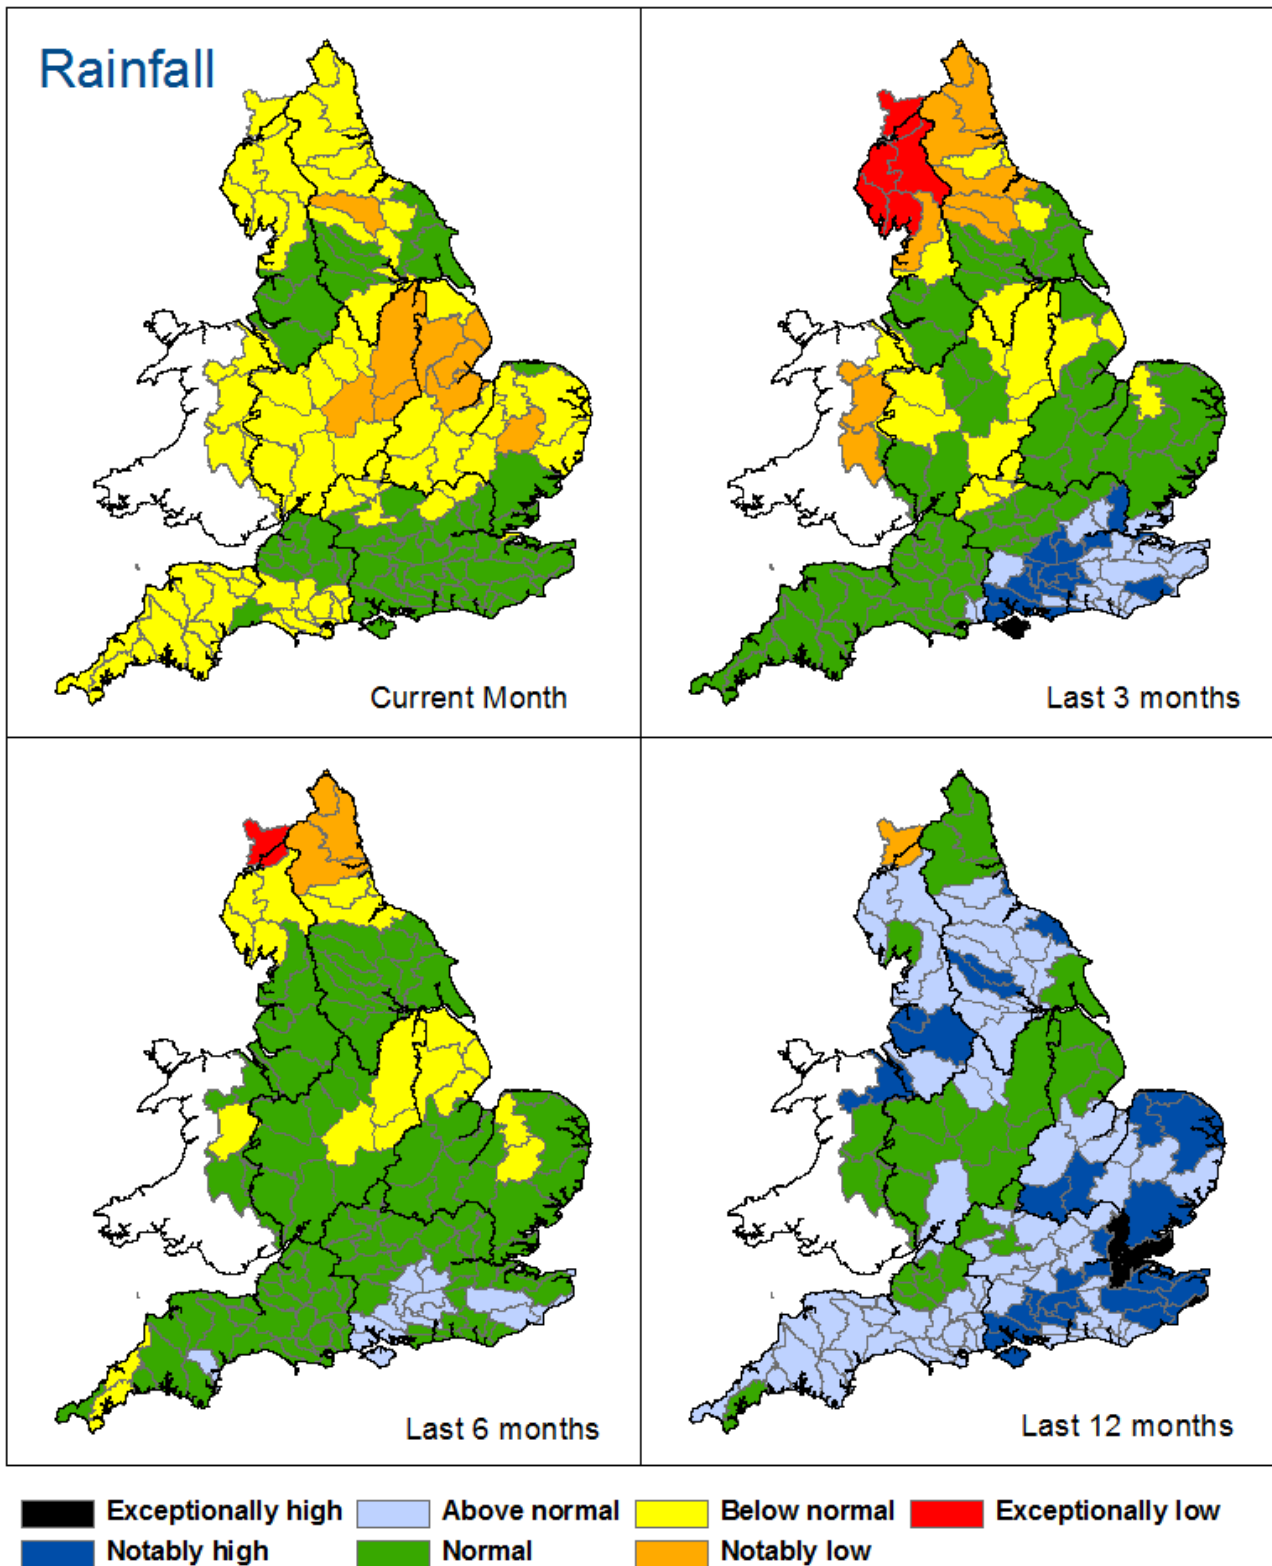 Rainfall
Current Month
Last 3 months
Last 6 months
Last 12 months
Exceptionally high
Above normal
Below normal
Exceptionally low
Notably high
Normal
Notably low